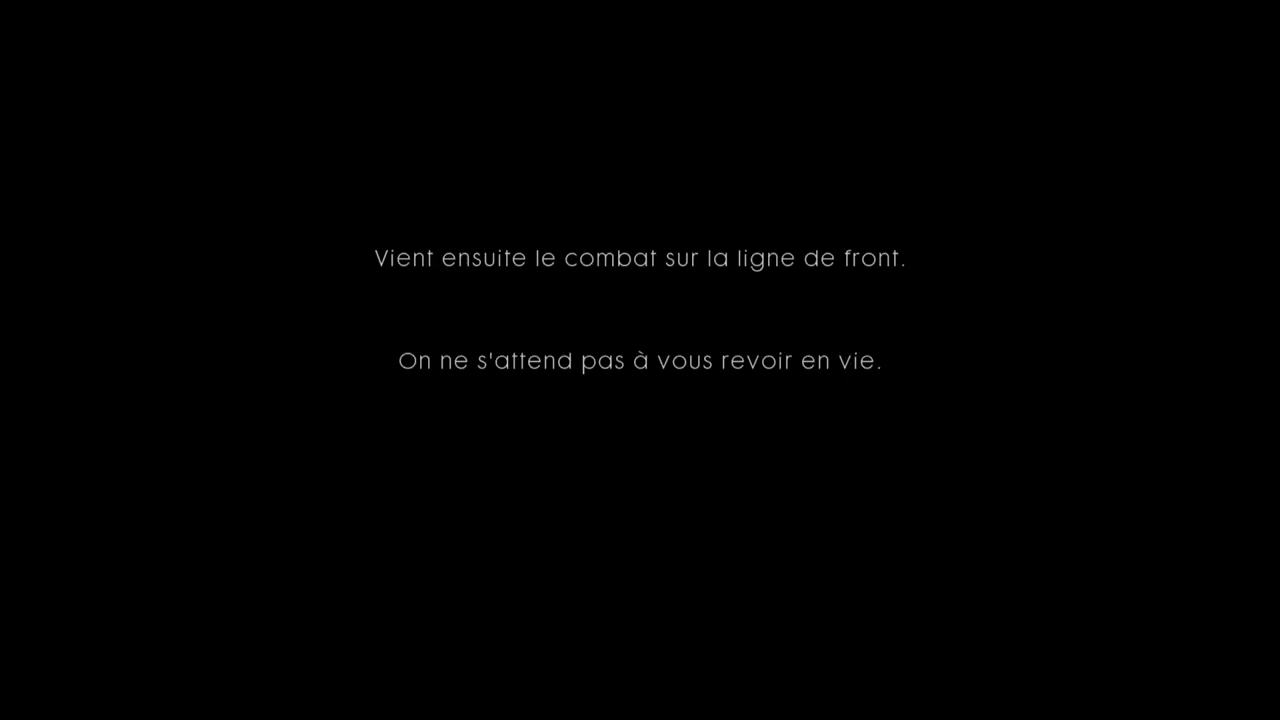 Vient ensuite le combat sur la ligne de front.
On ne s'attend pas à vous revoir en vie.